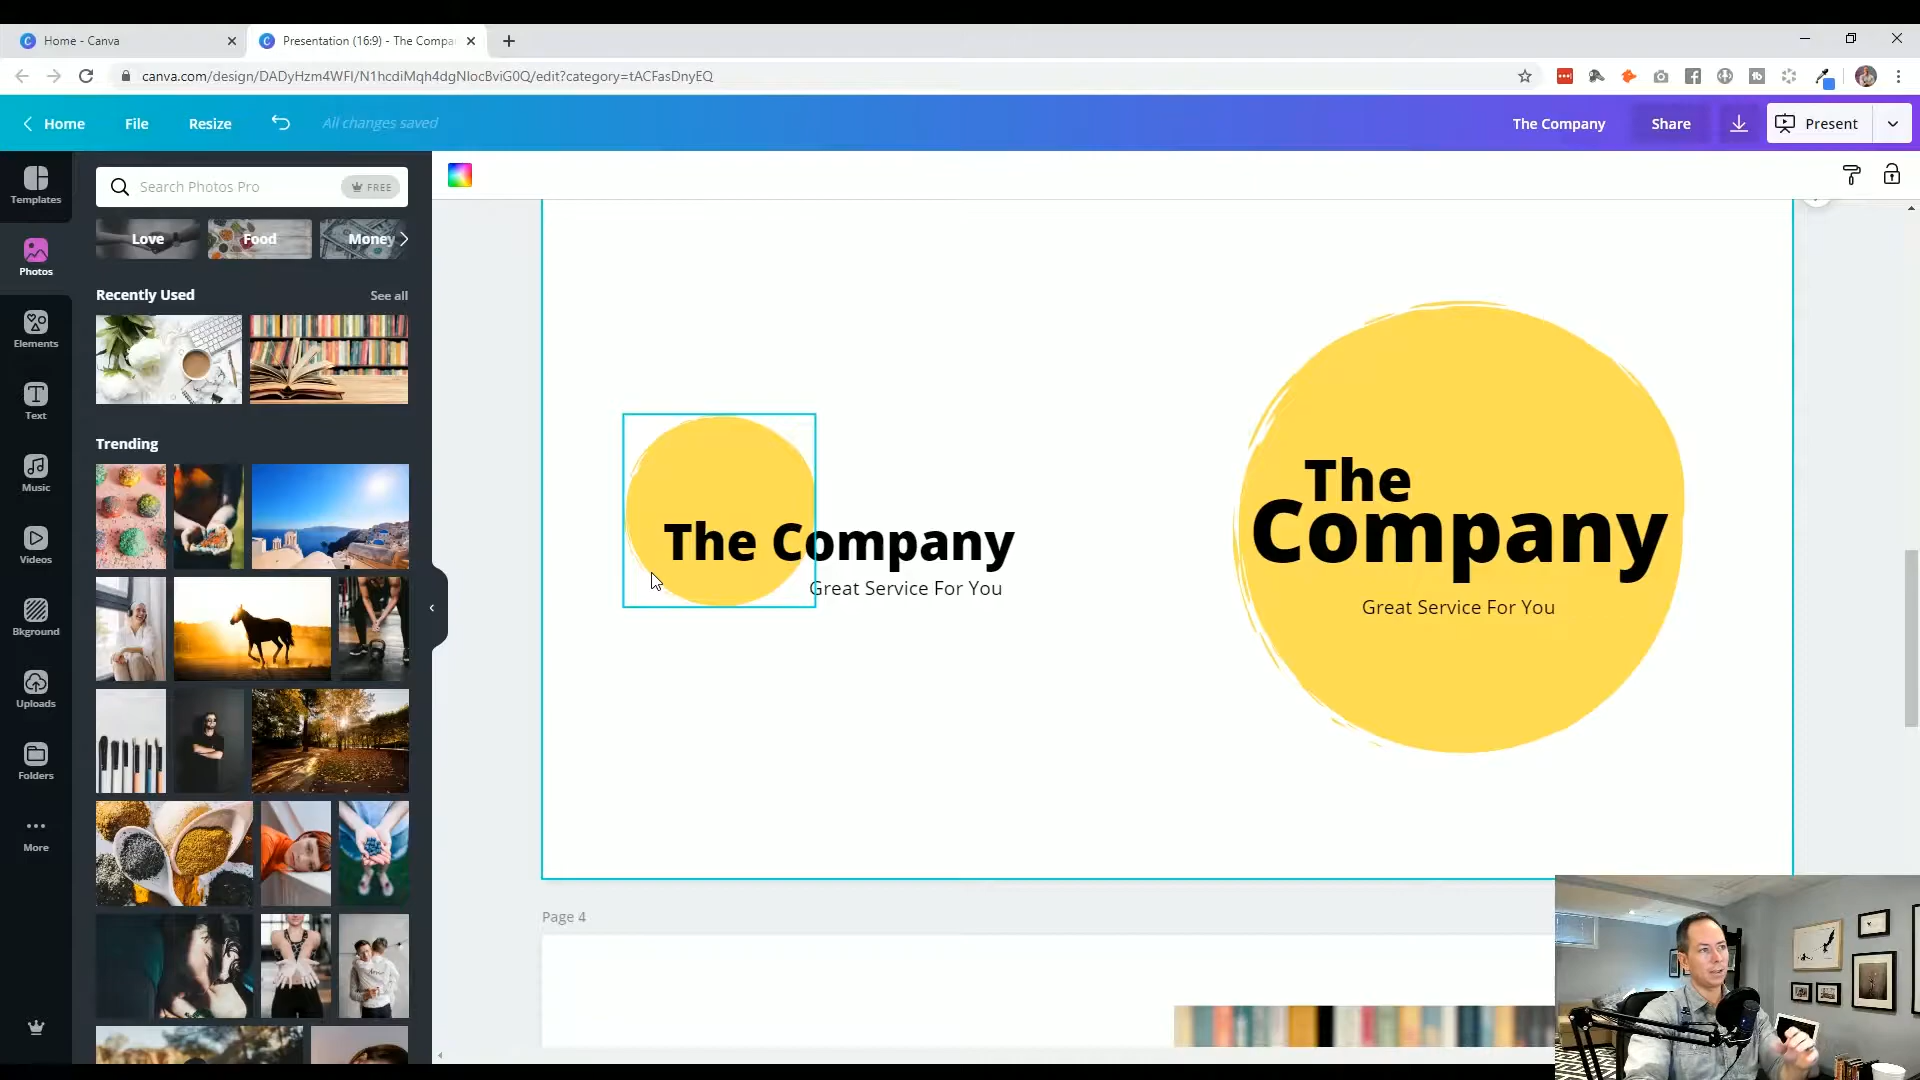 Home - Canva
Presentation (16:9) - The Compa
canva.com/design/DADyHzm4WFI/N1hcdiMqh4dgNIocBviG0Q/edit?category=tACFasDnyEQ
Home
File
Resize
All changes saved
The Company
Share
Present
Templates
Photos
Elements
Text
Music
Videos
Bkground
Uploads
Folders
More
Search Photos Pro
FREE
Love
Food
Money
Recently Used
See all
Trending
The Company
Great Service For You
The
Company
Great Service For You
Page 4